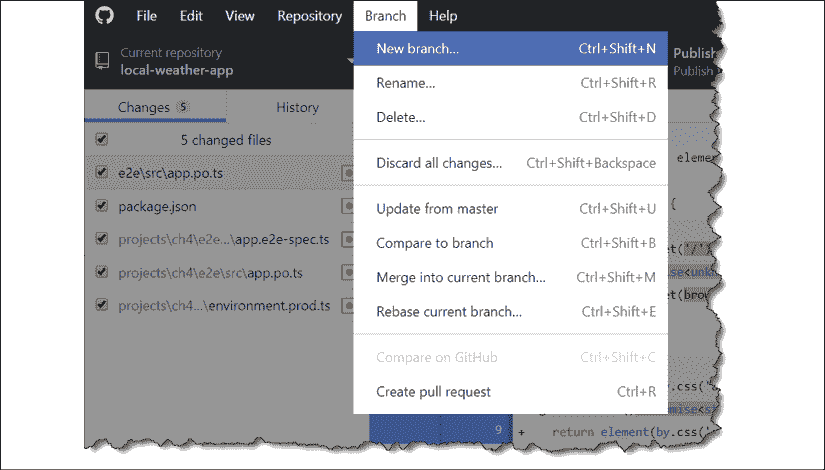 File Edit View Repository Branch Help
Current repository
local-weather-app
Publish
Publish
New branch... Ctrl+Shift+N
Rename... Ctrl+Shift+R
Delete... Ctrl+Shift+D
Discard all changes... Ctrl+Shift+Backspace
Update from master Ctrl+Shift+U
Compare to branch Ctrl+Shift+B
Merge into current branch... Ctrl+Shift+M
Rebase current branch... Ctrl+Shift+E
Compare on GitHub Ctrl+Shift+C
Create pull request Ctrl+R
Changes 5 History
5 changed files
e2e\src\app.po.ts
package.json
projects\ch4\e2e...\app.e2e-spec.ts
projects\ch4\e2e\src\app.po.ts
projects\ch4...\environment.prod.ts
{
by.css('
9 + return element(by.css('